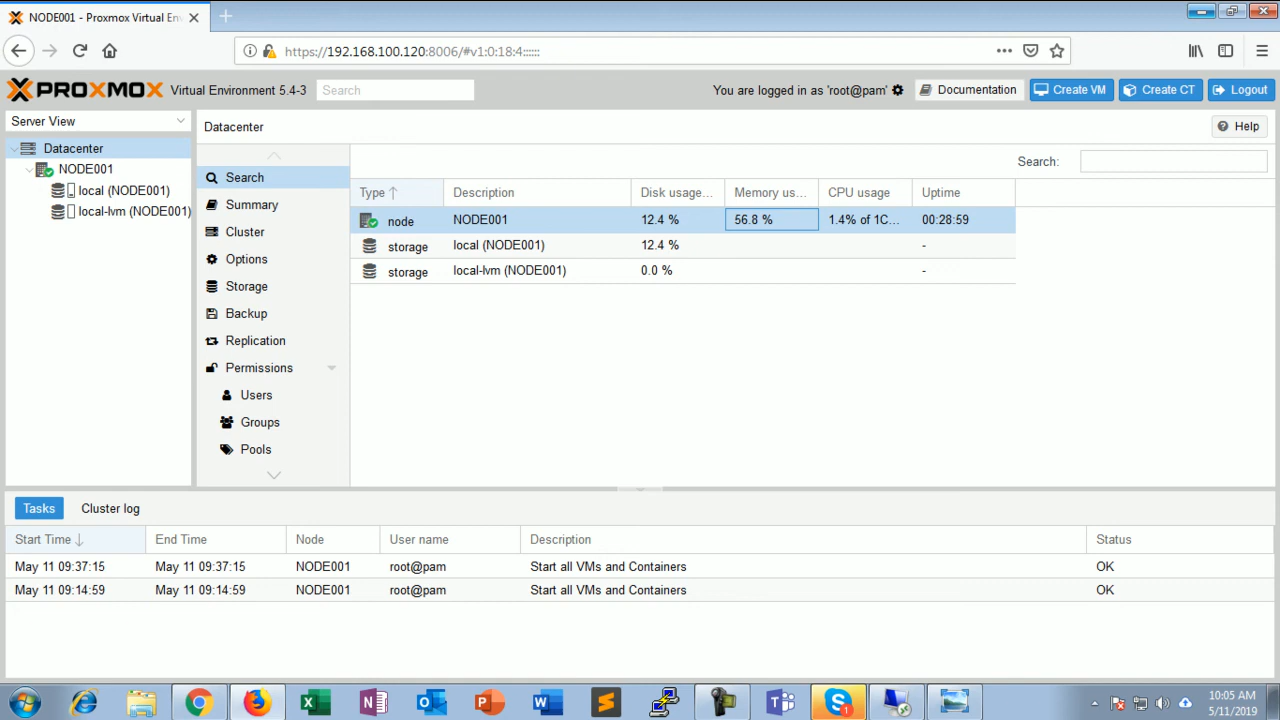 NODE001 - Proxmox Virtual En
https://192.168.100.120:8006/#v1:0:18:4::::::
PROXMOX Virtual Environment 5.4-3 Search You are logged in as 'root@pam' Documentation Create VM Create CT Logout
Server View
Datacenter
NODE001
local (NODE001)
local-lvm (NODE001)
Datacenter Help
Search
Summary
Cluster
Options
Storage
Backup
Replication
Permissions
Users
Groups
Pools
Search:
Type Description Disk usage... Memory us... CPU usage Uptime
node NODE001 12.4 % 56.8 % 1.4% of 1C... 00:28:59
storage local (NODE001) 12.4 % -
storage local-lvm (NODE001) 0.0 % -
Tasks Cluster log
Start Time End Time Node User name Description Status
May 11 09:37:15 May 11 09:37:15 NODE001 root@pam Start all VMs and Containers OK
May 11 09:14:59 May 11 09:14:59 NODE001 root@pam Start all VMs and Containers OK
10:05 AM
5/11/2019